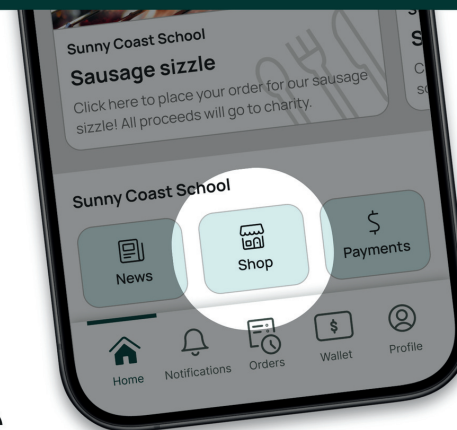 Sunny Coast School
Sausage sizzle
Click here to place your order for our sausage
sizzle! All proceeds will go to charity.
S
C
Sunny Coast School
News
Shop
$
Payments
$
Home
Notifications
Orders
Wallet
Profile